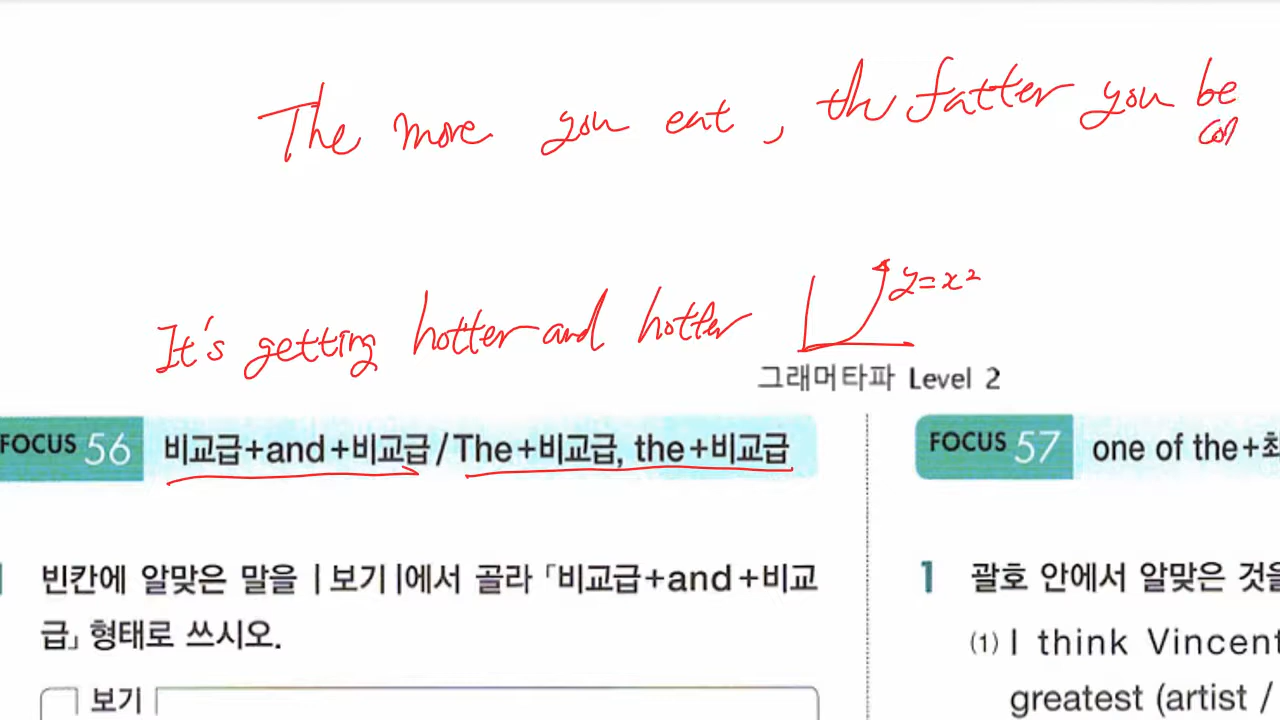 The more you eat, the fatter you be
com
It's getting hotter and hotter
y=x²
그래머타파 Level 2
FOCUS 56 비교급+and+비교급/The+비교급, the+비교급
빈칸에 알맞은 말을 |보기|에서 골라 「비교급+and+비교
급」 형태로 쓰시오.
보기
FOCUS 57 one of the+최
1 괄호 안에서 알맞은 것을
(1) I think Vincent
greatest (artist /